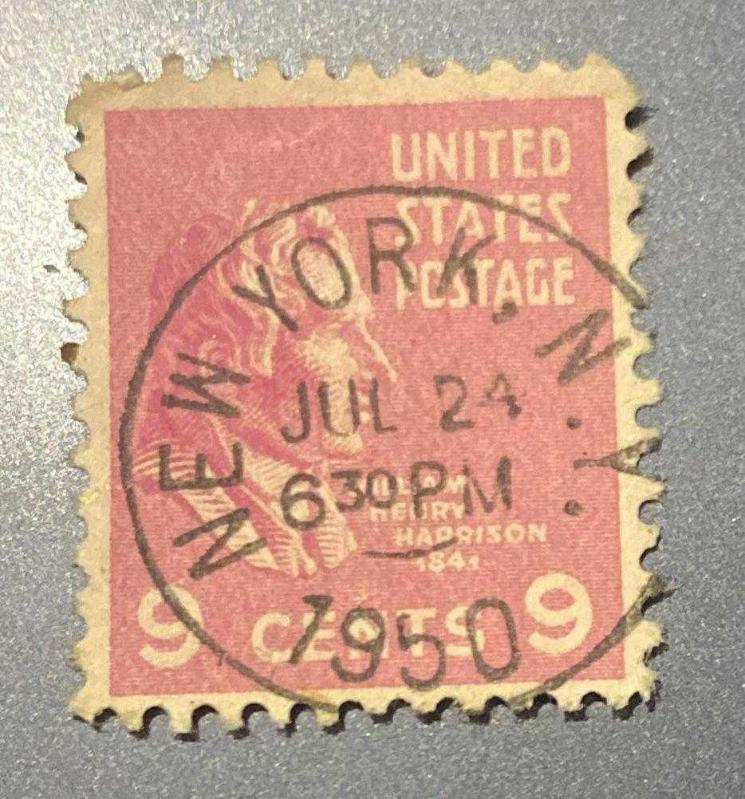 UNITED
STATES
POSTAGE
WILLIAM
HENRY
HARRISON
1841
9 CENTS 9
NEW YORK, N.Y.
JUL 24
630PM
1950